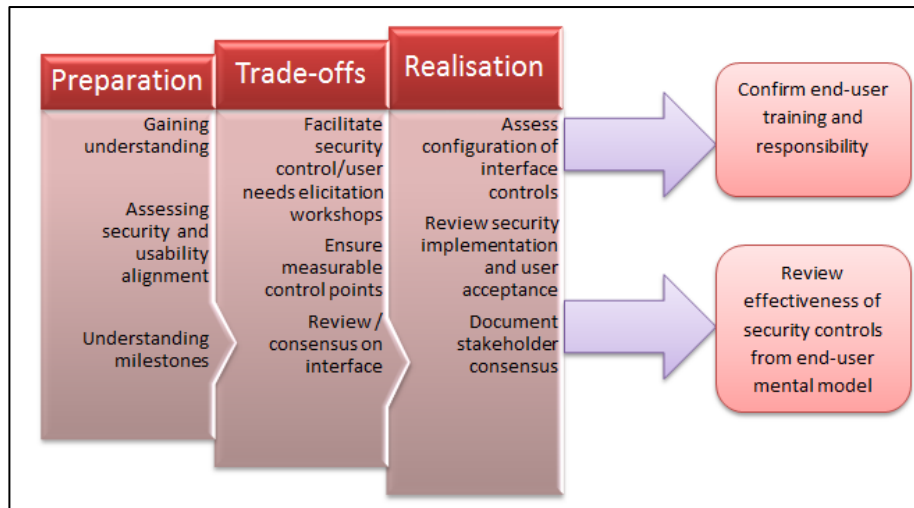 Preparation
Gaining
understanding
Assessing
security and
usability
alignment
Understanding
milestones
Trade-offs
Facilitate
security
control/user
needs elicitation
workshops
Ensure
measurable
control points
Review /
consensus on
interface
Realisation
Assess
configuration of
interface
controls
Review security
implementation
and user
acceptance
Document
stakeholder
consensus
Confirm end-user
training and
responsibility
Review
effectiveness of
security controls
from end-user
mental model